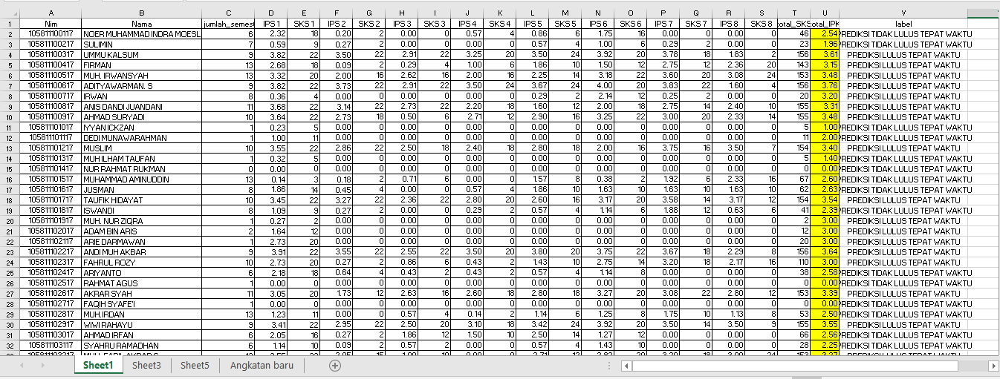 A B C D E F G H I J K L M N O P Q R S T U V
1 Nim Nama jumlah_semest IPS 1 SKS 1 IPS 2 SKS 2 IPS 3 SKS 3 IPS 4 SKS 4 IPS 5 SKS 5 IPS 6 SKS 6 IPS 7 SKS 7 IPS 8 SKS 8 total_SKS total_IPK label
2 105811100117 NOER MUHAMMAD INDRA MOESL 6 2.32 18 0.20 2 0.00 0 0.57 4 0.86 6 1.75 16 0.00 0 0.00 0 46 2.54 PREDIKSI TIDAK LULUS TEPAT WAKTU
3 105811100217 SULIMIN 7 0.59 9 0.27 2 0.00 0 0.00 0 0.57 4 1.00 6 0.29 2 0.00 0 23 1.96 PREDIKSI TIDAK LULUS TEPAT WAKTU
4 105811100317 UMMU KALSUM 9 3.82 22 3.50 22 2.91 22 3.25 20 3.50 24 3.92 20 3.78 18 1.83 2 156 3.61 PREDIKSI LULUS TEPAT WAKTU
5 105811100417 FIRMAN 13 2.68 18 0.09 2 0.29 4 1.00 6 1.86 10 1.50 12 2.75 12 2.36 20 143 3.15 PREDIKSI LULUS TEPAT WAKTU
6 105811100517 MUH. IRWANSYAH 13 3.32 20 2.00 16 2.62 16 2.00 16 2.25 14 3.18 22 3.60 20 3.08 24 153 3.48 PREDIKSI LULUS TEPAT WAKTU
7 105811100617 ADITYAWARMAN. S 9 3.82 22 3.73 22 2.91 22 3.50 24 3.67 24 4.00 20 3.83 22 1.60 4 156 3.76 PREDIKSI LULUS TEPAT WAKTU
8 105811100717 IRWAN 8 0.36 4 0.00 0 0.00 0 0.00 0 0.29 2 2.14 12 0.25 2 0.00 0 20 3.20 PREDIKSI LULUS TEPAT WAKTU
9 105811100817 ANIS DANDI JUANDANI 11 3.68 22 3.14 22 2.73 22 2.20 18 1.60 12 2.00 18 2.75 14 2.40 10 155 3.31 PREDIKSI LULUS TEPAT WAKTU
10 105811100917 AHMAD SURYADI 10 3.64 22 2.73 18 0.50 6 2.71 12 2.90 16 3.25 22 3.00 20 2.33 14 155 3.48 PREDIKSI LULUS TEPAT WAKTU
11 105811101017 IYYAN ICKZAN 1 0.23 5 0.00 0 0.00 0 0.00 0 0.00 0 0.00 0 0.00 0 0.00 0 5 1.00 PREDIKSI TIDAK LULUS TEPAT WAKTU
12 105811101117 DEDI MUNAWARAHMAN 1 1.00 11 0.00 0 0.00 0 0.00 0 0.00 0 0.00 0 0.00 0 0.00 0 11 2.00 PREDIKSI TIDAK LULUS TEPAT WAKTU
13 105811101217 MUSLIM 10 3.55 22 2.86 22 2.50 18 2.40 18 2.80 18 2.00 16 3.75 16 3.50 7 154 3.40 PREDIKSI LULUS TEPAT WAKTU
14 105811101317 MUH ILHAM TAUFAN 1 0.32 5 0.00 0 0.00 0 0.00 0 0.00 0 0.00 0 0.00 0 0.00 0 5 1.40 PREDIKSI TIDAK LULUS TEPAT WAKTU
15 105811101417 NUR RAHMAT RUKMAN 0 0.00 0 0.00 0 0.00 0 0.00 0 0.00 0 0.00 0 0.00 0 0.00 0 0 0.00 PREDIKSI TIDAK LULUS TEPAT WAKTU
16 105811101517 MUHAMMAD AMINUDDIN 13 0.14 3 0.18 2 0.71 6 0.00 0 1.57 8 0.38 2 1.92 6 2.33 16 67 2.60 PREDIKSI TIDAK LULUS TEPAT WAKTU
17 105811101617 JUSMAN 8 1.86 14 0.45 4 0.00 0 0.57 4 1.86 10 1.63 10 1.63 10 1.63 10 62 2.63 PREDIKSI TIDAK LULUS TEPAT WAKTU
18 105811101717 TAUFIK HIDAYAT 10 3.45 22 3.27 22 2.36 22 2.80 20 2.60 16 3.17 20 3.58 14 3.17 12 154 3.54 PREDIKSI LULUS TEPAT WAKTU
19 105811101817 ISWANDI 8 1.09 9 0.27 2 0.00 0 0.29 2 0.57 4 1.14 6 1.88 12 0.63 6 41 2.39 PREDIKSI TIDAK LULUS TEPAT WAKTU
20 105811101917 MUH. NUR ZIQRA 1 0.27 2 0.00 0 0.00 0 0.00 0 0.00 0 0.00 0 0.00 0 0.00 0 2 3.00 PREDIKSI LULUS TEPAT WAKTU
21 105811102017 ADAM BIN ARIS 2 1.64 12 0.00 0 0.00 0 0.00 0 0.00 0 0.00 0 0.00 0 0.00 0 12 3.00 PREDIKSI LULUS TEPAT WAKTU
22 105811102117 ARIE DARMAWAN 1 2.73 20 0.00 0 0.00 0 0.00 0 0.00 0 0.00 0 0.00 0 0.00 0 20 3.00 PREDIKSI LULUS TEPAT WAKTU
23 105811102217 ANDI MUH AKBAR 9 3.91 22 3.55 22 2.55 22 3.50 20 3.80 20 3.75 22 3.67 18 2.29 8 156 3.64 PREDIKSI LULUS TEPAT WAKTU
24 105811102317 FAHRUL ROZY 10 2.73 20 0.27 2 0.86 6 0.43 2 1.43 10 2.75 14 3.20 18 2.17 16 110 3.00 PREDIKSI LULUS TEPAT WAKTU
25 105811102417 ARIYANTO 6 2.18 18 0.64 4 0.43 2 0.43 2 0.57 4 1.14 8 0.00 0 0.00 0 38 2.58 PREDIKSI TIDAK LULUS TEPAT WAKTU
26 105811102517 RAHMAT AGUS 1 0.00 0 0.00 0 0.00 0 0.00 0 0.00 0 0.00 0 0.00 0 0.00 0 0 0.00 PREDIKSI TIDAK LULUS TEPAT WAKTU
27 105811102617 AKRAR SYAH 11 3.05 20 1.73 12 2.63 16 2.60 18 2.80 18 3.27 20 3.08 22 2.80 12 153 3.39 PREDIKSI LULUS TEPAT WAKTU
28 105811102717 FAQIH SYAFE'I 1 0.00 0 0.00 0 0.00 0 0.00 0 0.00 0 0.00 0 0.00 0 0.00 0 0 0.00 PREDIKSI TIDAK LULUS TEPAT WAKTU
29 105811102817 MUH.IRDAN 13 1.23 11 0.00 0 0.57 4 0.14 2 1.14 6 1.25 8 1.75 10 1.13 8 53 2.50 PREDIKSI TIDAK LULUS TEPAT WAKTU
30 105811102917 WIWI RAHAYU 9 3.41 22 2.95 22 2.50 20 3.10 18 3.42 24 3.92 20 3.50 14 3.50 9 155 3.55 PREDIKSI LULUS TEPAT WAKTU
31 105811103017 AHMAD IRFAN 6 2.05 16 0.27 2 1.86 12 1.50 10 2.50 14 1.27 12 0.00 0 0.00 0 66 2.56 PREDIKSI TIDAK LULUS TEPAT WAKTU
32 105811103117 SYAHRU RAMADHAN 6 1.14 10 0.09 2 0.57 2 0.00 0 0.57 4 1.43 10 0.00 0 0.00 0 28 2.25 PREDIKSI TIDAK LULUS TEPAT WAKTU
Sheet1 Sheet3 Sheet5 Angkatan baru